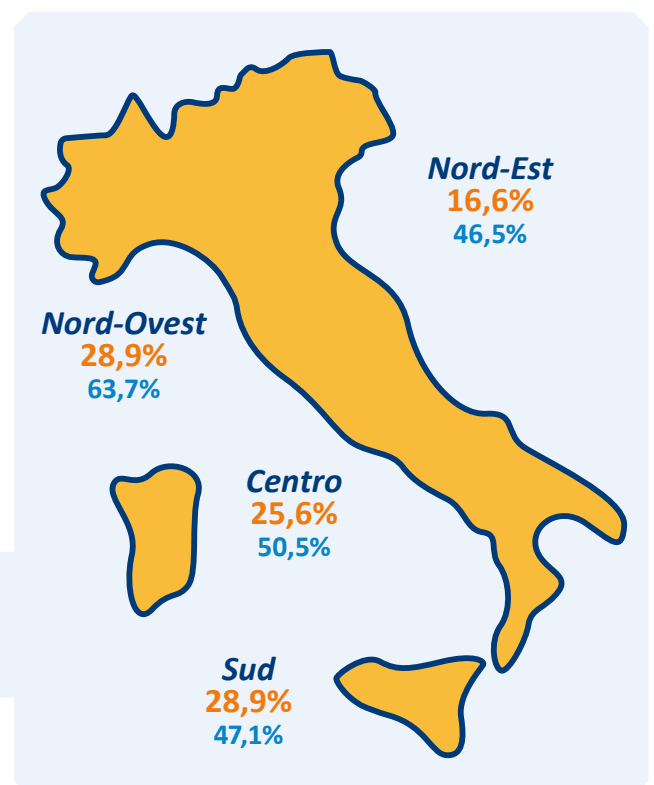 Nord-Est
16,6%
46,5%
Nord-Ovest
28,9%
63,7%
Centro
25,6%
50,5%
Sud
28,9%
47,1%